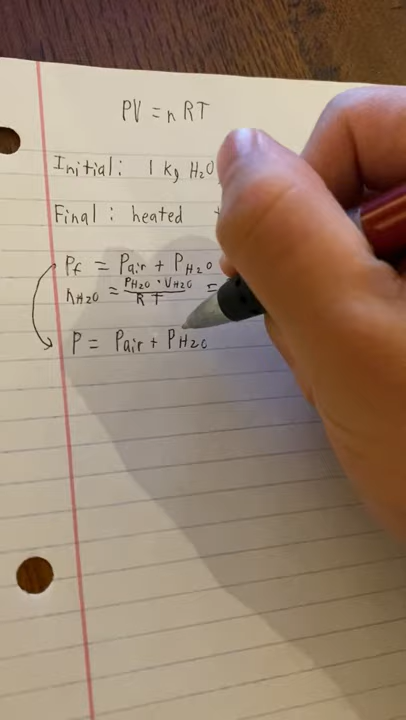 PV = nRT
Initial: 1 kg H₂O
Final: heated
Pf = Pair + PH₂O
nH₂O = PH₂O · VH₂O / RT =
P = Pair + PH₂O